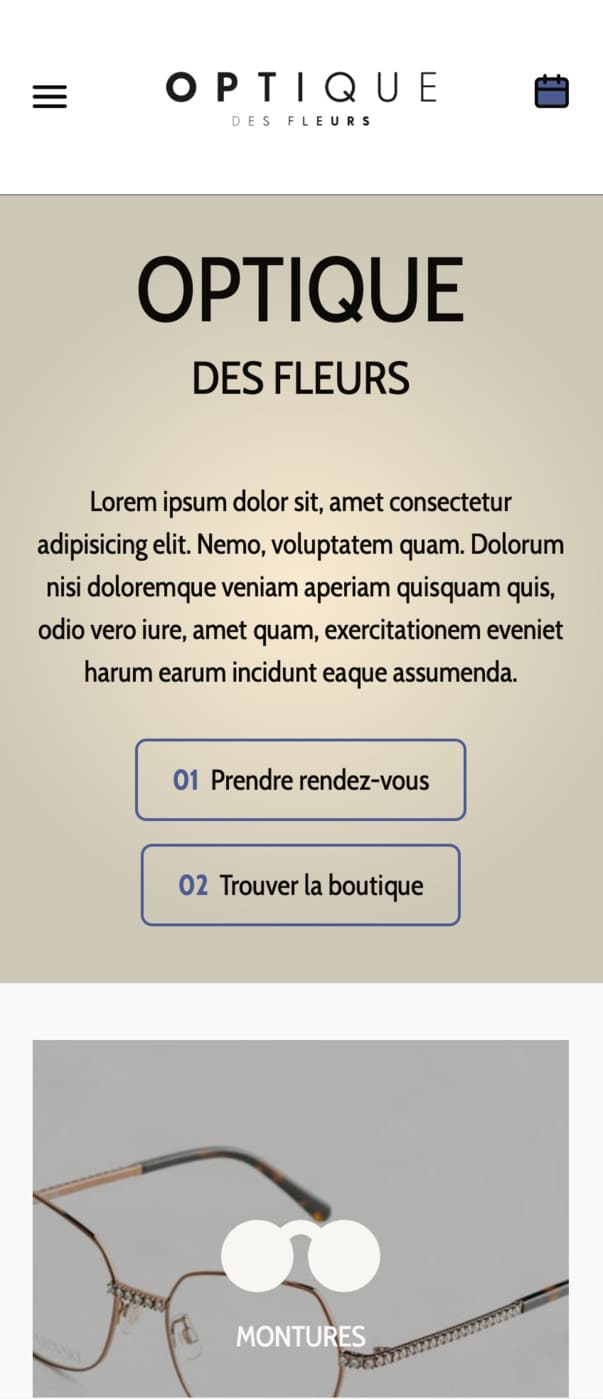 OPTIQUE
DES FLEURS
OPTIQUE
DES FLEURS
Lorem ipsum dolor sit, amet consectetur
adipisicing elit. Nemo, voluptatem quam. Dolorum
nisi doloremque veniam aperiam quisquam quis,
odio vero iure, amet quam, exercitationem eveniet
harum earum incidunt eaque assumenda.
01 Prendre rendez-vous
02 Trouver la boutique
MONTURES